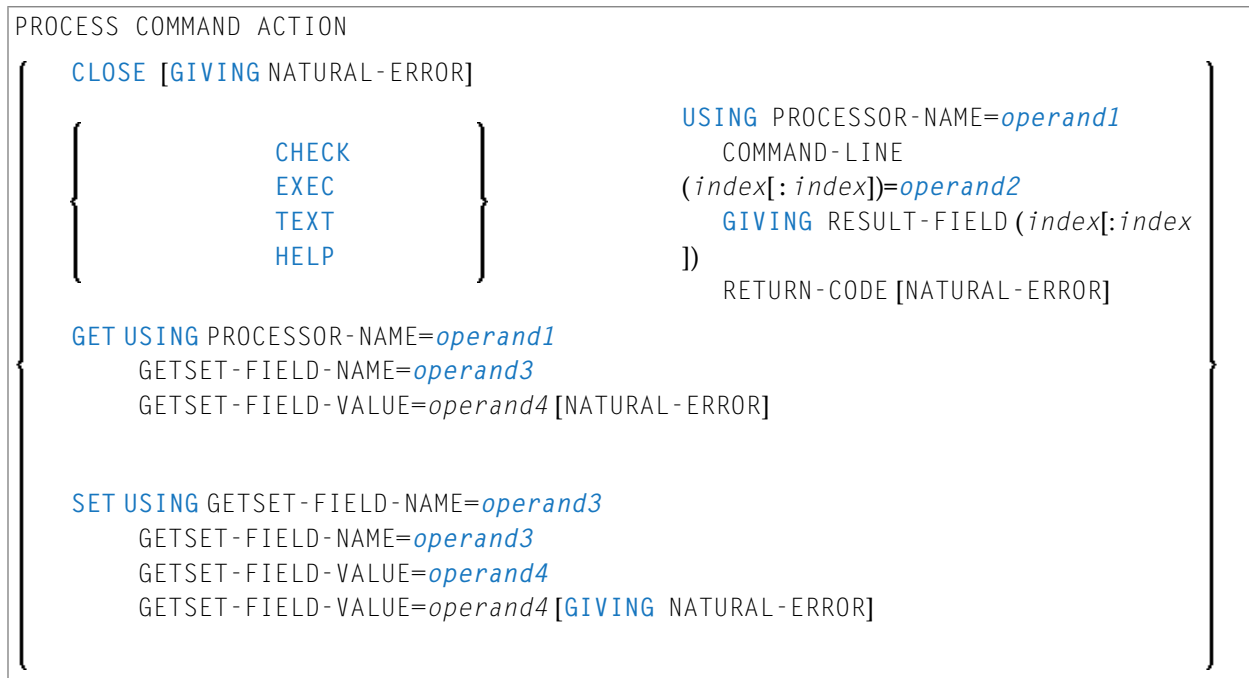 PROCESS COMMAND ACTION
CLOSE [GIVING NATURAL-ERROR]
CHECK
EXEC
TEXT
HELP
USING PROCESSOR-NAME=operand1
COMMAND-LINE
(index[:index])=operand2
GIVING RESULT-FIELD (index[:index
])
RETURN-CODE [NATURAL-ERROR]
GET USING PROCESSOR-NAME=operand1
GETSET-FIELD-NAME=operand3
GETSET-FIELD-VALUE=operand4 [NATURAL-ERROR]
SET USING GETSET-FIELD-NAME=operand3
GETSET-FIELD-NAME=operand3
GETSET-FIELD-VALUE=operand4
GETSET-FIELD-VALUE=operand4 [GIVING NATURAL-ERROR]